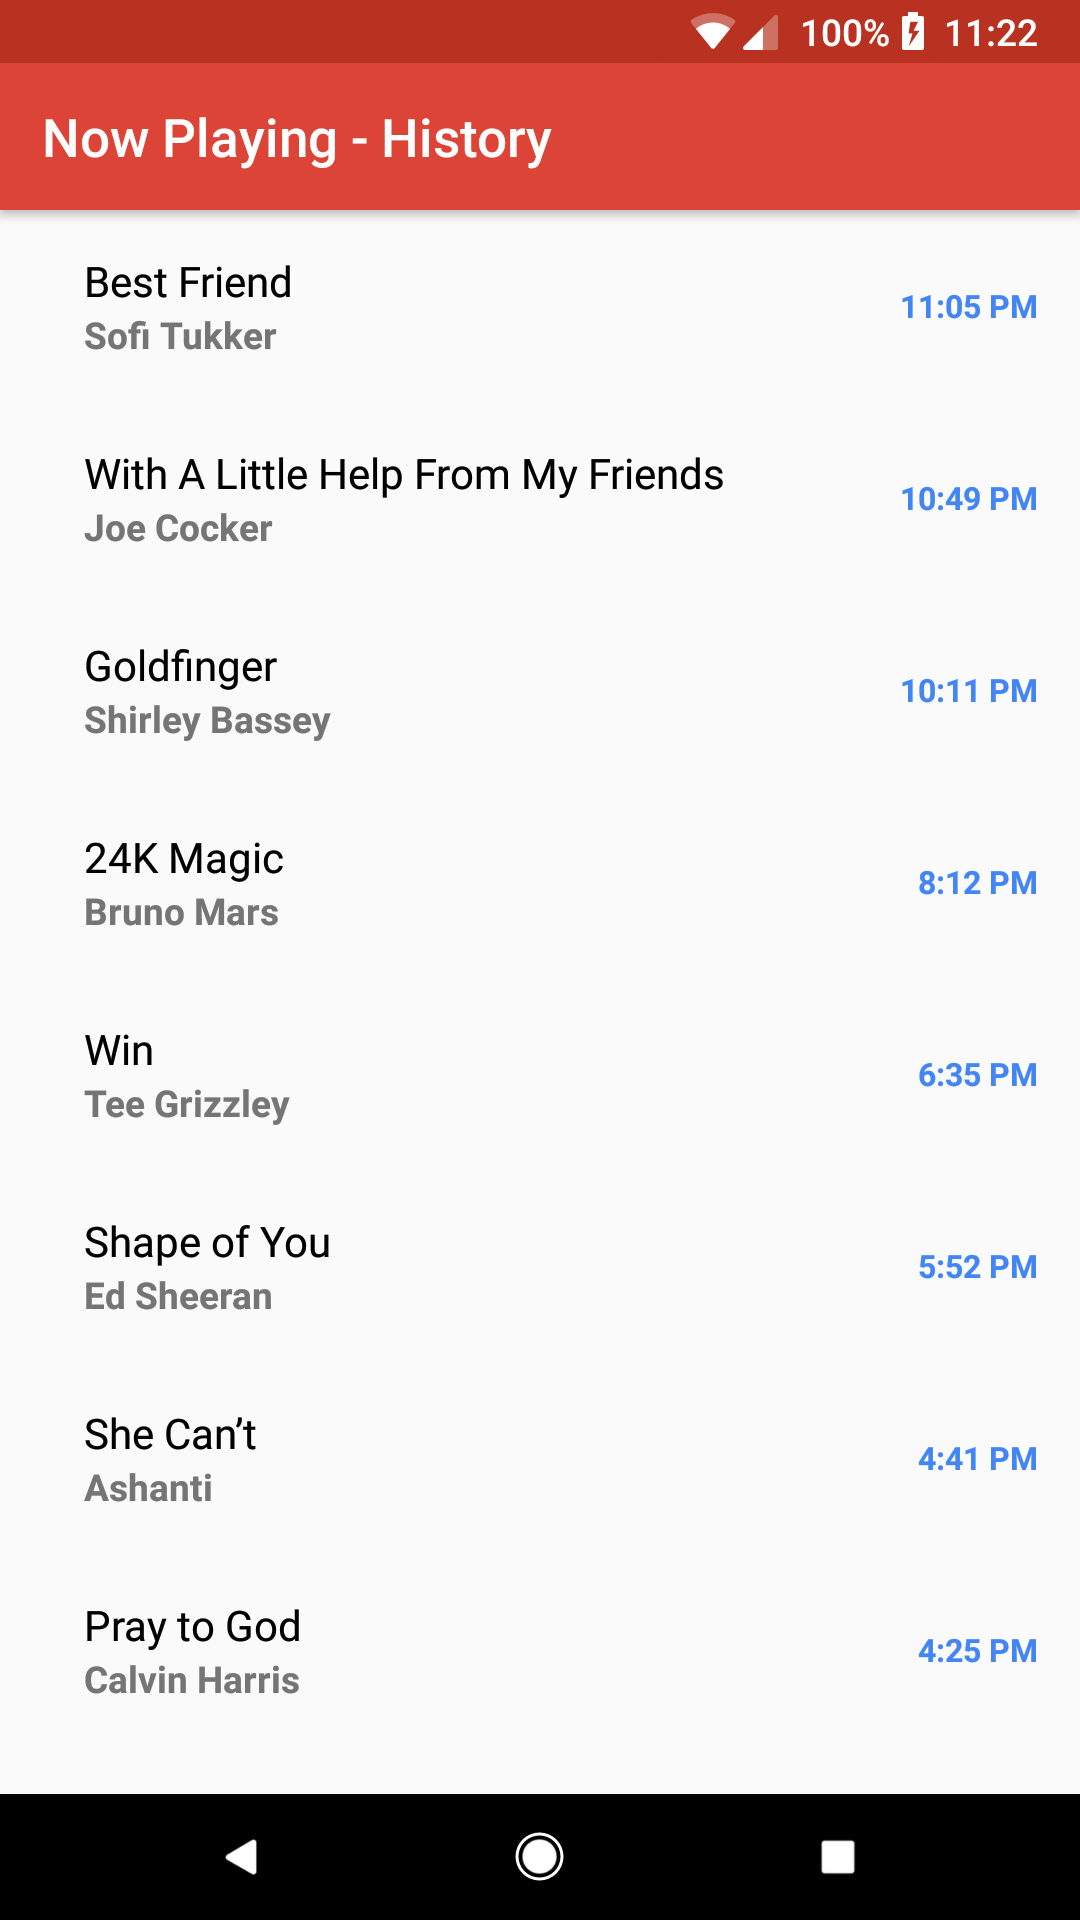 100% 11:22
Now Playing - History
Best Friend
Sofi Tukker
11:05 PM
With A Little Help From My Friends
Joe Cocker
10:49 PM
Goldfinger
Shirley Bassey
10:11 PM
24K Magic
Bruno Mars
8:12 PM
Win
Tee Grizzley
6:35 PM
Shape of You
Ed Sheeran
5:52 PM
She Can’t
Ashanti
4:41 PM
Pray to God
Calvin Harris
4:25 PM